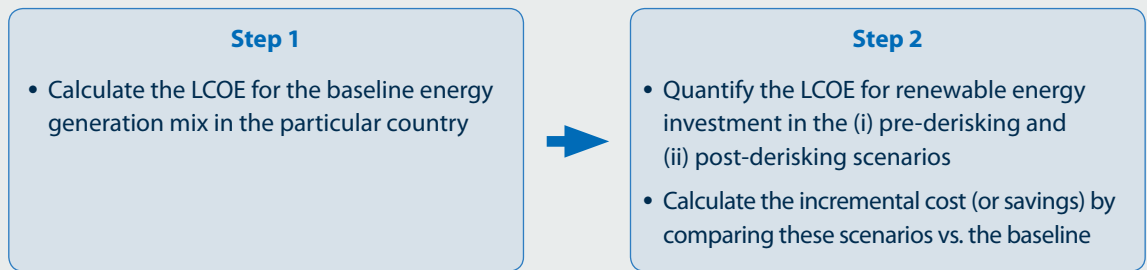 Step 1
• Calculate the LCOE for the baseline energy
generation mix in the particular country
Step 2
• Quantify the LCOE for renewable energy
investment in the (i) pre-derisking and
(ii) post-derisking scenarios
• Calculate the incremental cost (or savings) by
comparing these scenarios vs. the baseline